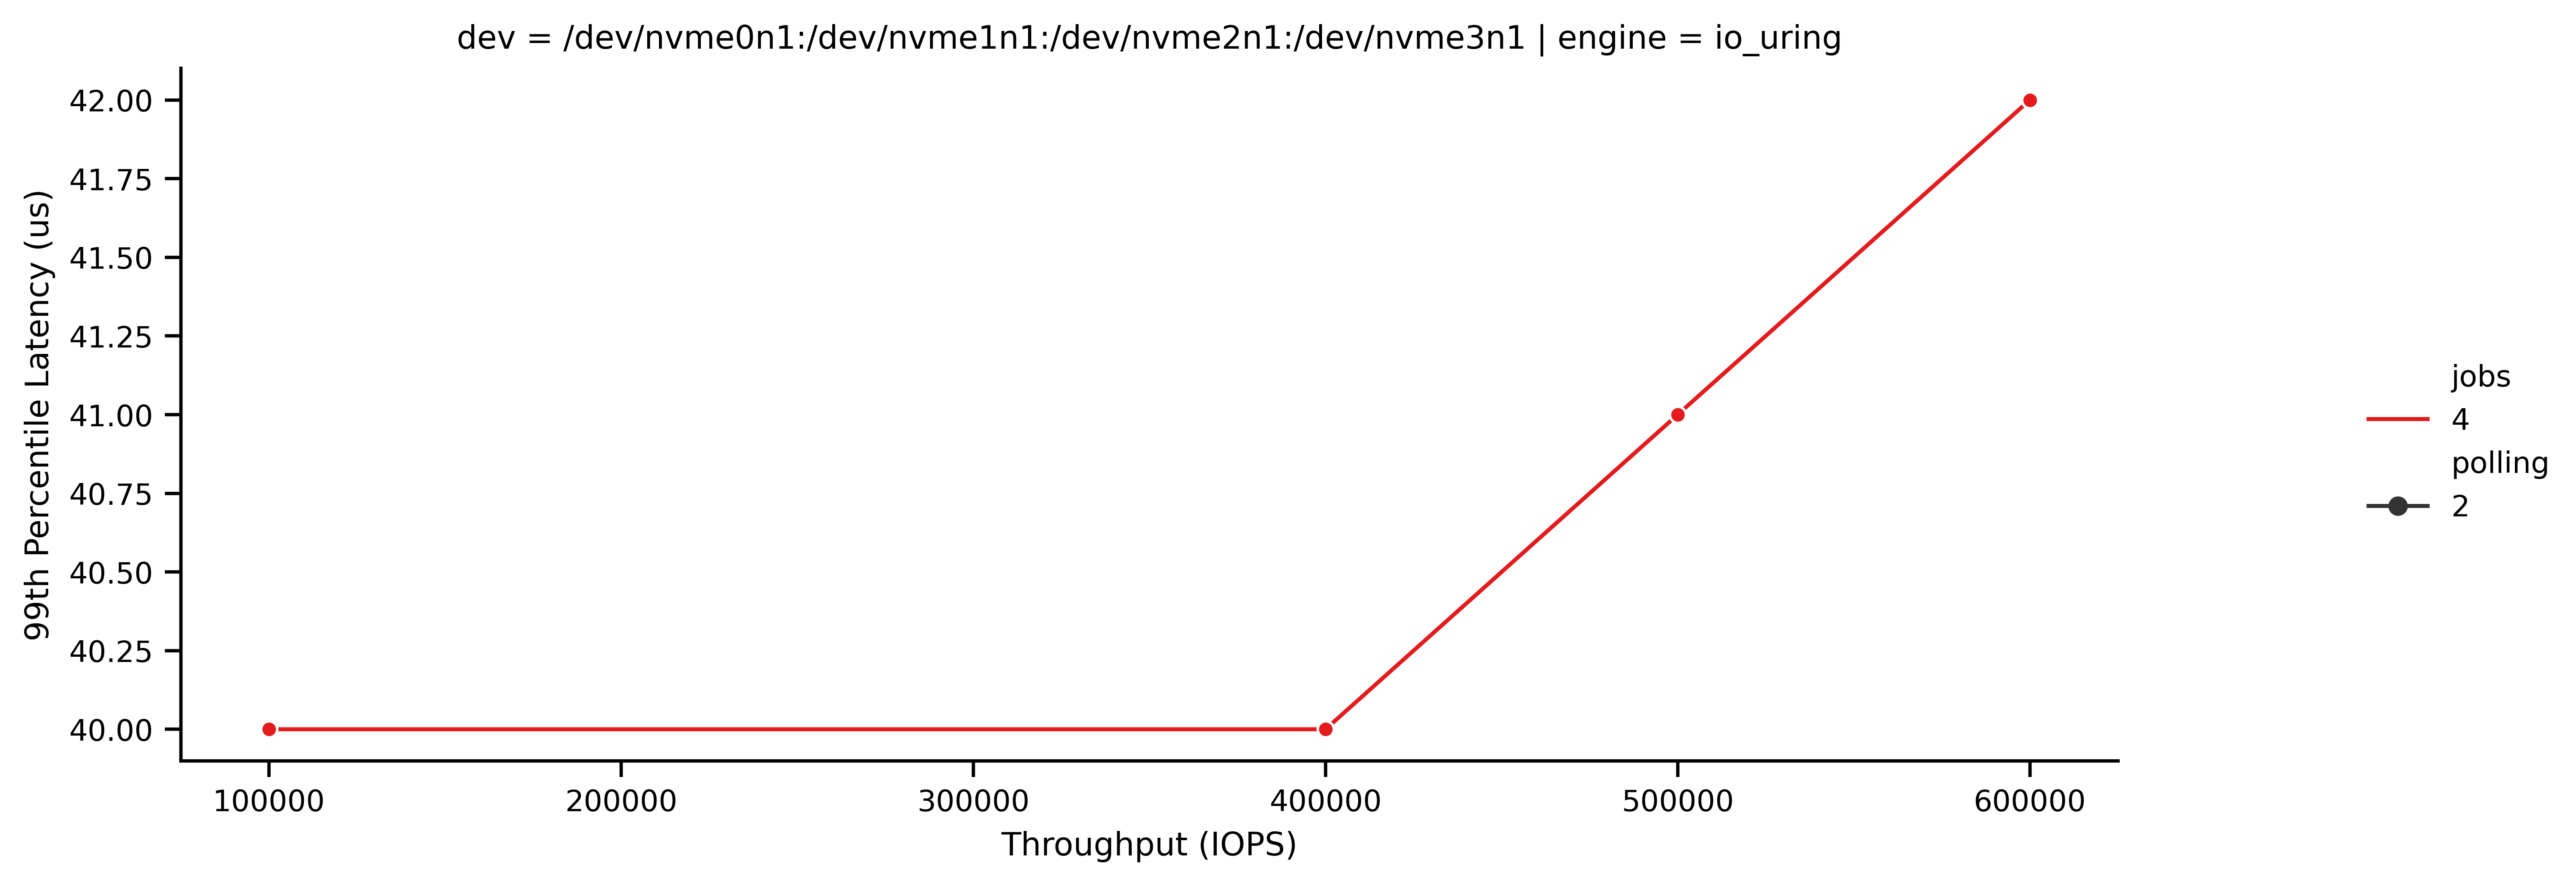 dev = /dev/nvme0n1:/dev/nvme1n1:/dev/nvme2n1:/dev/nvme3n1 | engine = io_uring
99th Percentile Latency (us)
42.00
41.75
41.50
41.25
41.00
40.75
40.50
40.25
40.00
100000 200000 300000 400000 500000 600000
Throughput (IOPS)
jobs
4
polling
2